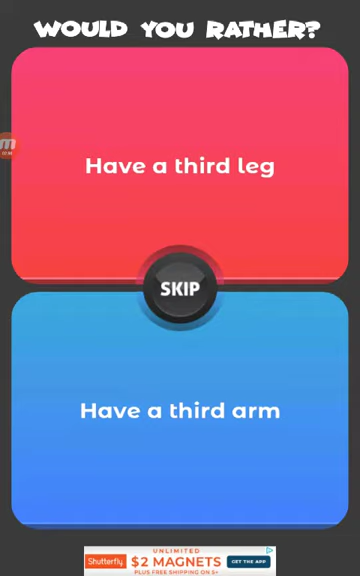 WOULD YOU RATHER?
Have a third leg
SKIP
Have a third arm
UNLIMITED
Shutterfly
$2 MAGNETS
GET THE APP
PLUS FREE SHIPPING ON 5+